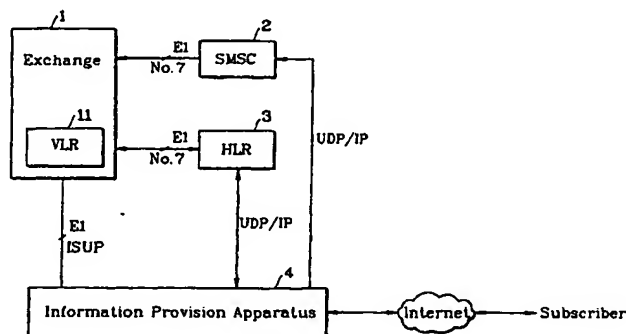 1
Exchange
11
VLR
E1
No.7
2
SMSC
E1
No.7
3
HLR
UDP/IP
UDP/IP
E1
ISUP
4
Information Provision Apparatus
Internet
Subscriber